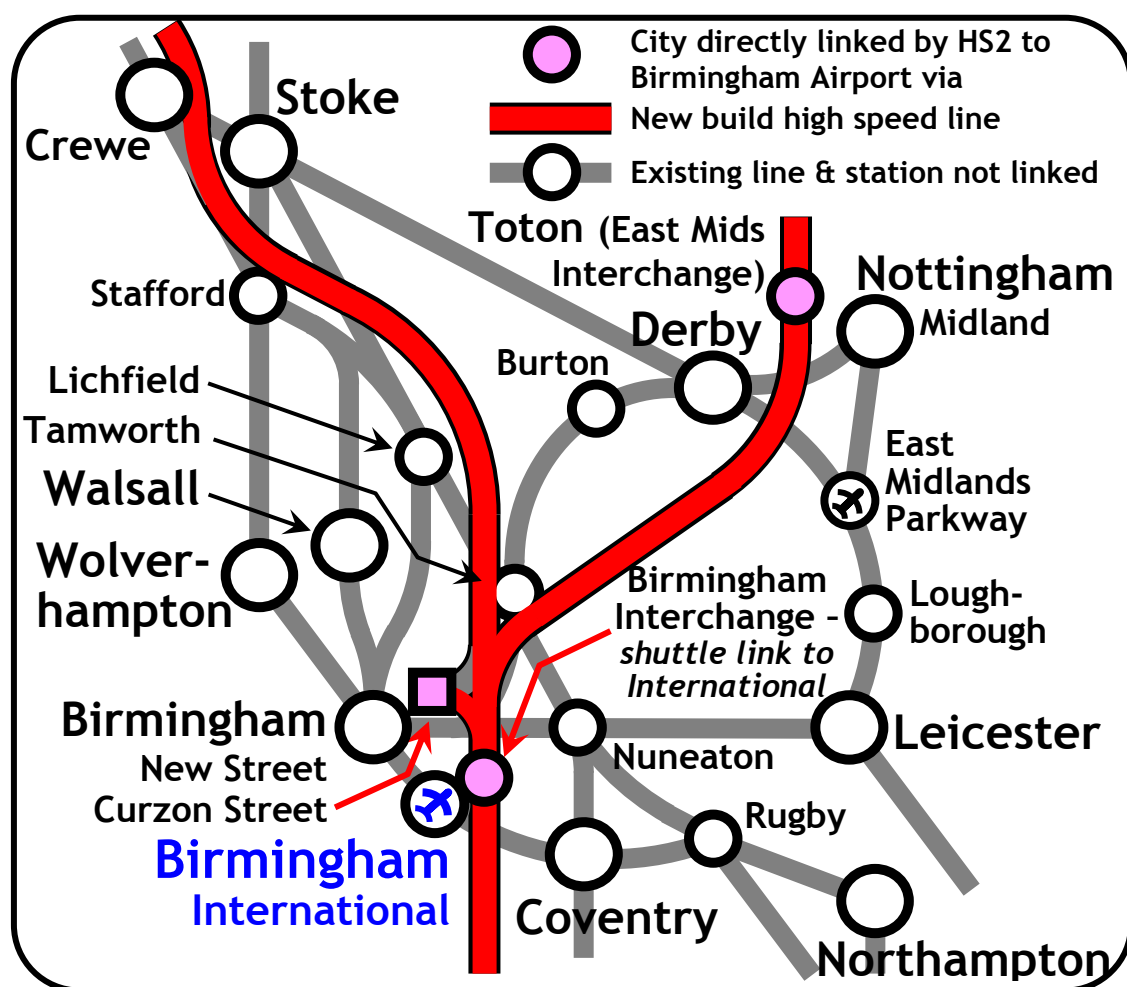 City directly linked by HS2 to
Birmingham Airport via
New build high speed line
Existing line & station not linked
Stoke
Crewe
Toton (East Mids
Interchange)
Nottingham
Midland
Stafford
Derby
Burton
Lichfield
Tamworth
Walsall
East
Midlands
Parkway
Wolver-
hampton
Birmingham
Interchange –
shuttle link to
International
Lough-
borough
Birmingham
New Street
Curzon Street
Leicester
Nuneaton
Rugby
Birmingham
International
Coventry
Northampton